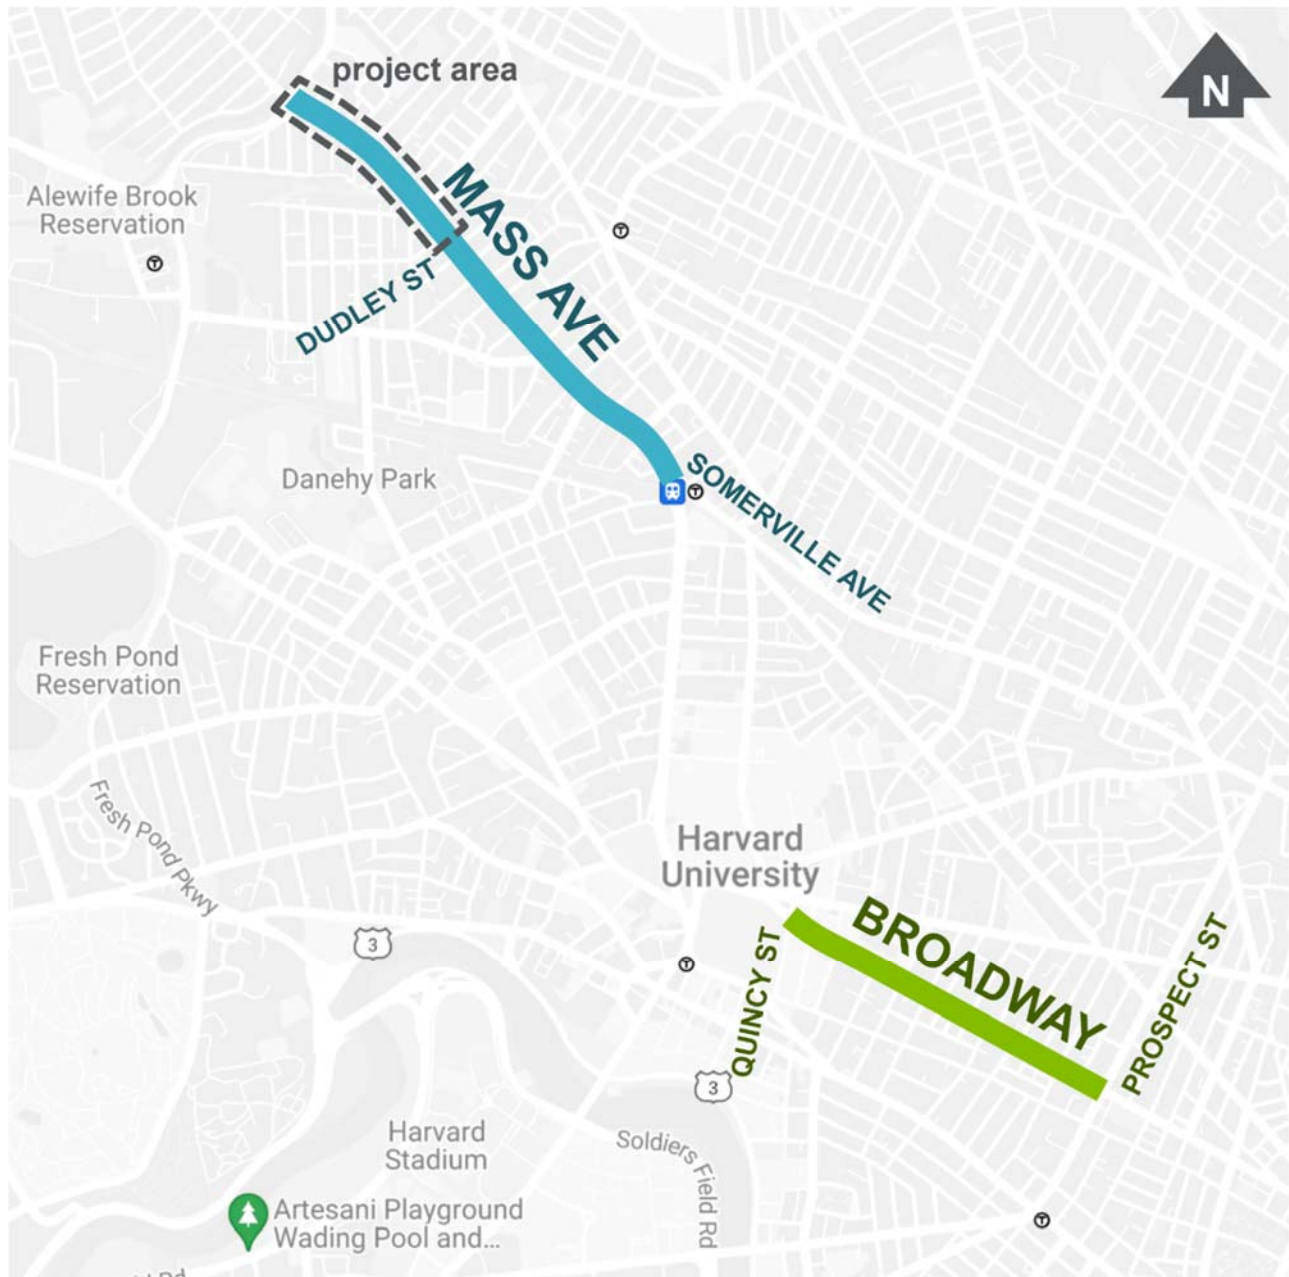 project area
N
MASS AVE
Alewife Brook
Reservation
T
T
DUDLEY ST
Danehy Park
SOMERVILLE AVE
T
Fresh Pond
Reservation
Fresh Pond Pkwy
Harvard
University
BROADWAY
QUINCY ST
PROSPECT ST
3
T
3
Harvard
Stadium
Soldiers Field Rd
Artesani Playground
Wading Pool and...
T
Rd